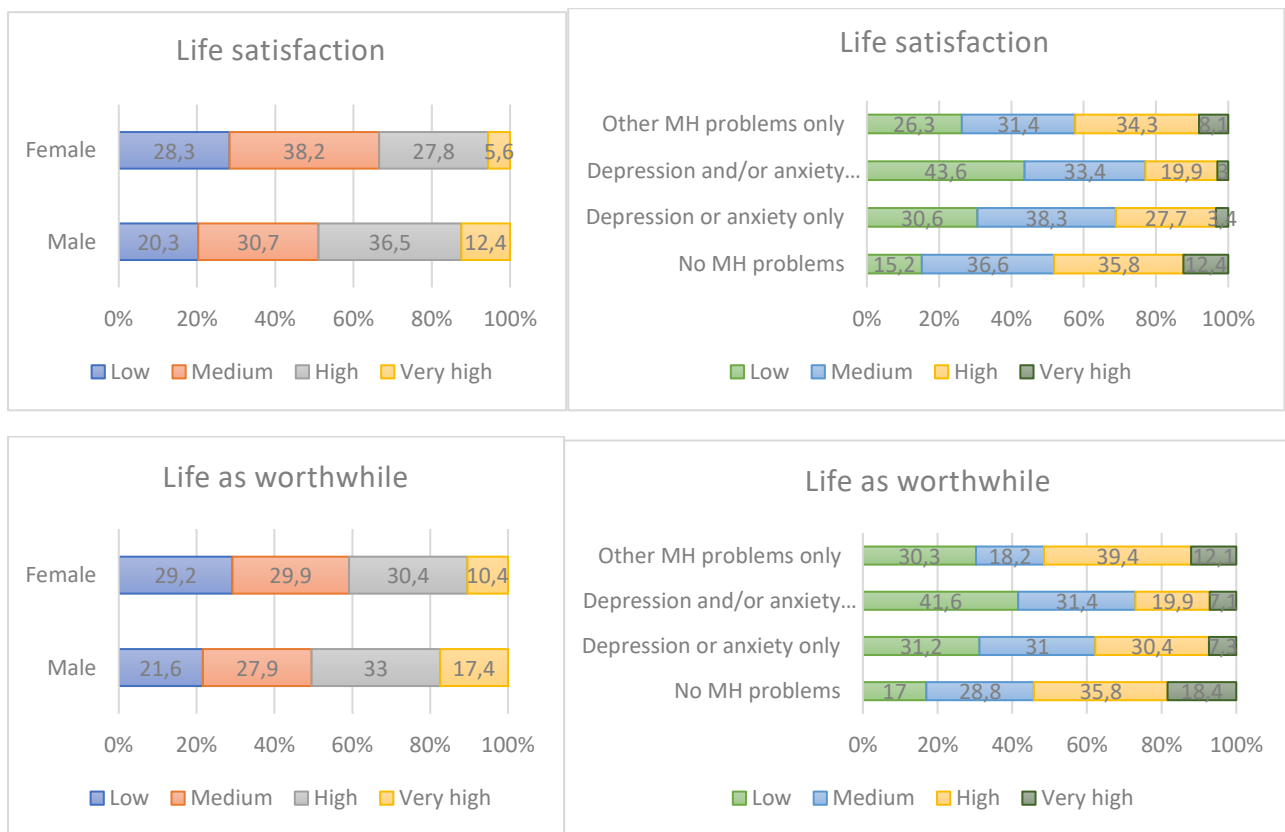 Life satisfaction
Female
28,3 38,2 27,8 5,6
Male
20,3 30,7 36,5 12,4
0% 20% 40% 60% 80% 100%
Low Medium High Very high
Life satisfaction
Other MH problems only
26,3 31,4 34,3 8,1
Depression and/or anxiety...
43,6 33,4 19,9 3
Depression or anxiety only
30,6 38,3 27,7 3,4
No MH problems
15,2 36,6 35,8 12,4
0% 20% 40% 60% 80% 100%
Low Medium High Very high
Life as worthwhile
Female
29,2 29,9 30,4 10,4
Male
21,6 27,9 33 17,4
0% 20% 40% 60% 80% 100%
Low Medium High Very high
Life as worthwhile
Other MH problems only
30,3 18,2 39,4 12,1
Depression and/or anxiety...
41,6 31,4 19,9 7,1
Depression or anxiety only
31,2 31 30,4 7,3
No MH problems
17 28,8 35,8 18,4
0% 20% 40% 60% 80% 100%
Low Medium High Very high